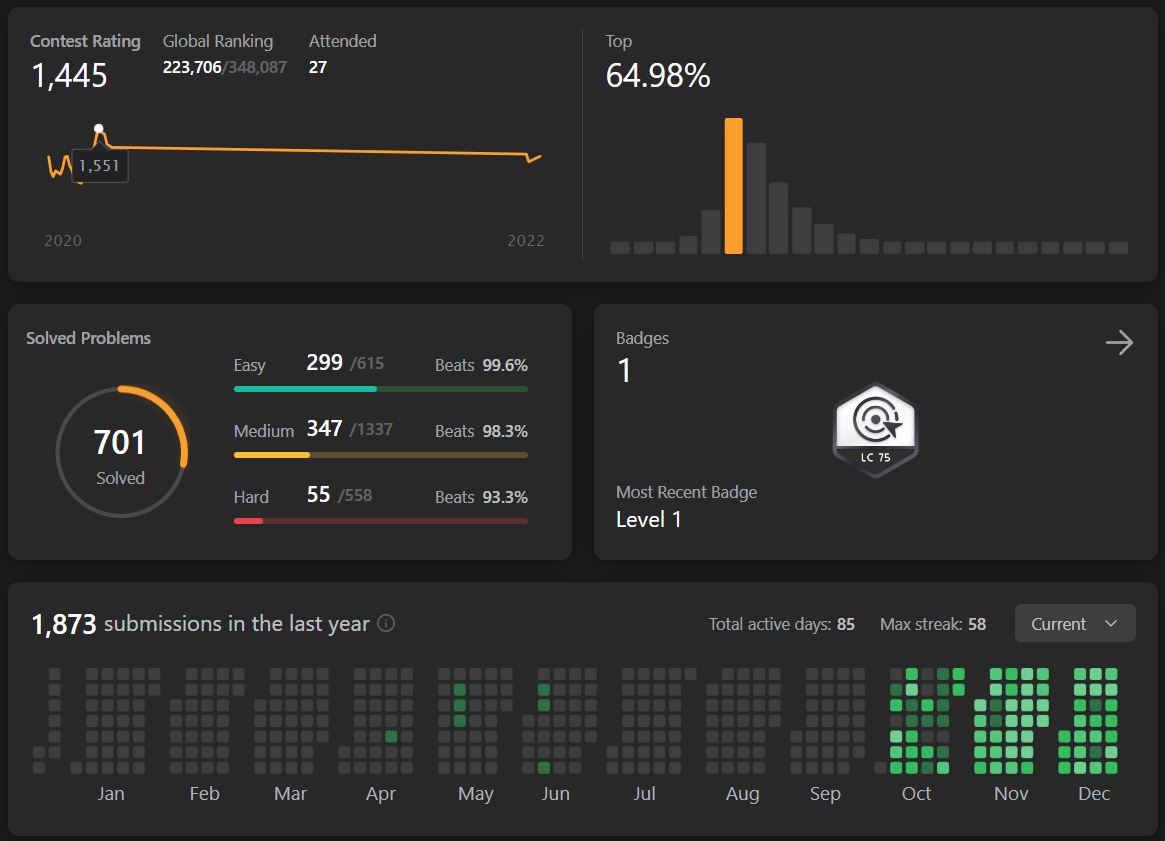 Contest Rating Global Ranking Attended
1,445 223,706/348,087 27
1,551
2020 2022
Top
64.98%
Solved Problems
701
Solved
Easy 299 /615 Beats 99.6%
Medium 347 /1337 Beats 98.3%
Hard 55 /558 Beats 93.3%
Badges
1
LC 75
Most Recent Badge
Level 1
1,873 submissions in the last year Total active days: 85 Max streak: 58 Current
Jan Feb Mar Apr May Jun Jul Aug Sep Oct Nov Dec